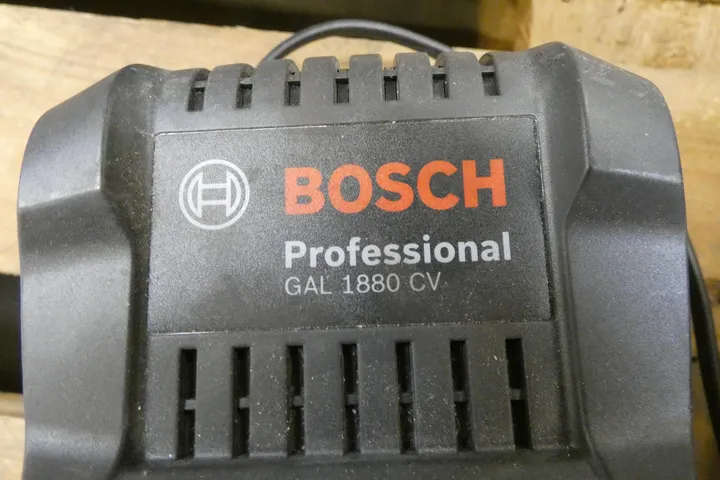 BOSCH
Professional
GAL 1880 CV